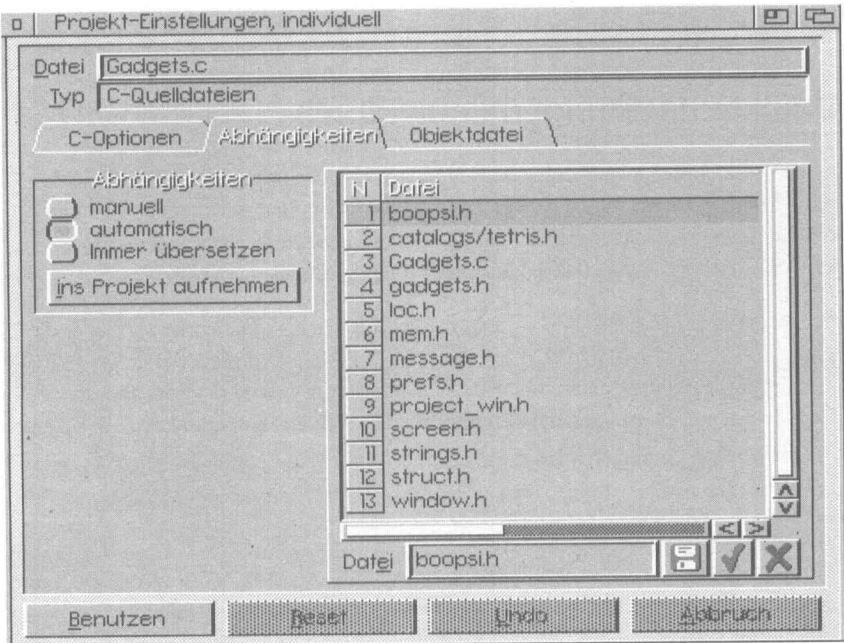 Projekt-Einstellungen, individuell
Datei Gadgets.c
Typ C-Quelldateien
C-Optionen Abhängigkeiten Objektdatei
Abhängigkeiten
manuell
automatisch
Immer übersetzen
ins Projekt aufnehmen
N Datei
1 boopsi.h
2 catalogs/tetris.h
3 Gadgets.c
4 gadgets.h
5 loc.h
6 mem.h
7 message.h
8 prefs.h
9 project_win.h
10 screen.h
11 strings.h
12 struct.h
13 window.h
Datei boopsi.h
Benutzen Reset Undo Abbruch